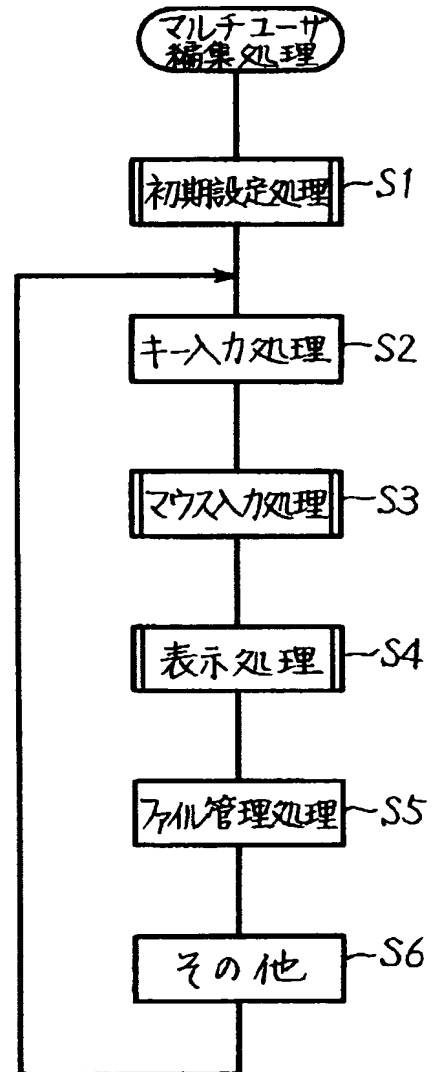 マルチユーザ
編集処理
初期設定処理 S1
キー入力処理 S2
マウス入力処理 S3
表示処理 S4
ファイル管理処理 S5
その他 S6